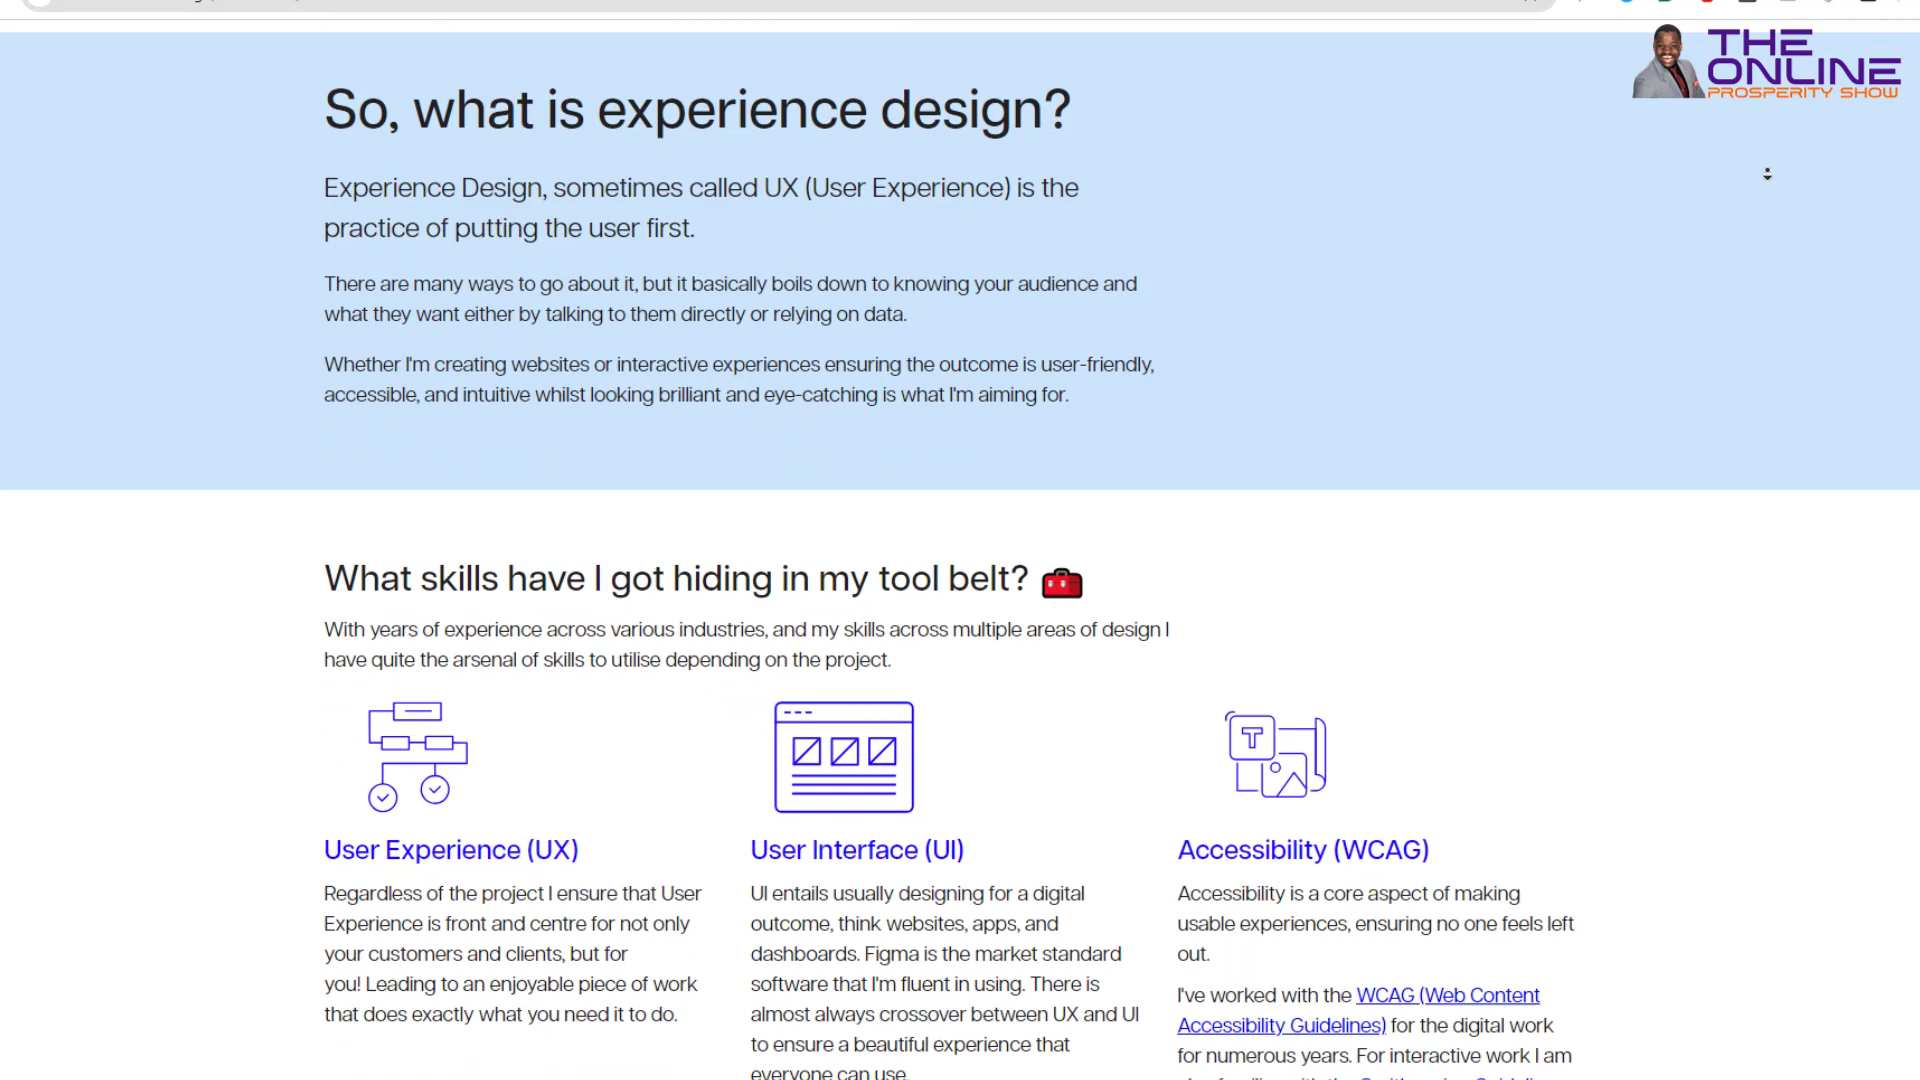 THE
ONLINE
PROSPERITY SHOW
So, what is experience design?
Experience Design, sometimes called UX (User Experience) is the
practice of putting the user first.
There are many ways to go about it, but it basically boils down to knowing your audience and
what they want either by talking to them directly or relying on data.
Whether I'm creating websites or interactive experiences ensuring the outcome is user-friendly,
accessible, and intuitive whilst looking brilliant and eye-catching is what I'm aiming for.
What skills have I got hiding in my tool belt?
With years of experience across various industries, and my skills across multiple areas of design I
have quite the arsenal of skills to utilise depending on the project.
T
User Experience (UX)
Regardless of the project I ensure that User
Experience is front and centre for not only
your customers and clients, but for
you! Leading to an enjoyable piece of work
that does exactly what you need it to do.
User Interface (UI)
UI entails usually designing for a digital
outcome, think websites, apps, and
dashboards. Figma is the market standard
software that I'm fluent in using. There is
almost always crossover between UX and UI
to ensure a beautiful experience that
everyone can use.
Accessibility (WCAG)
Accessibility is a core aspect of making
usable experiences, ensuring no one feels left
out.
I've worked with the WCAG (Web Content
Accessibility Guidelines) for the digital work
for numerous years. For interactive work I am